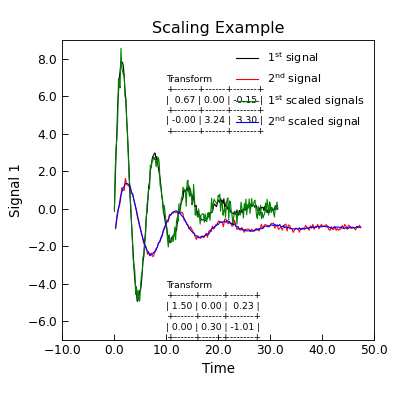 Scaling Example
8.0
6.0
4.0
2.0
0.0
−2.0
−4.0
−6.0
Signal 1
Transform
+-------+-------+--------+
| 0.67 | 0.00 | -0.15 |
+-------+-------+--------+
| -0.00 | 3.24 | 3.30 |
+-------+-------+--------+
1st signal
2nd signal
1st scaled signals
2nd scaled signal
Transform
+-------+-------+--------+
| 1.50 | 0.00 | 0.23 |
+-------+-------+--------+
| 0.00 | 0.30 | -1.01 |
+-------+-------+--------+
−10.0 0.0 10.0 20.0 30.0 40.0 50.0
Time